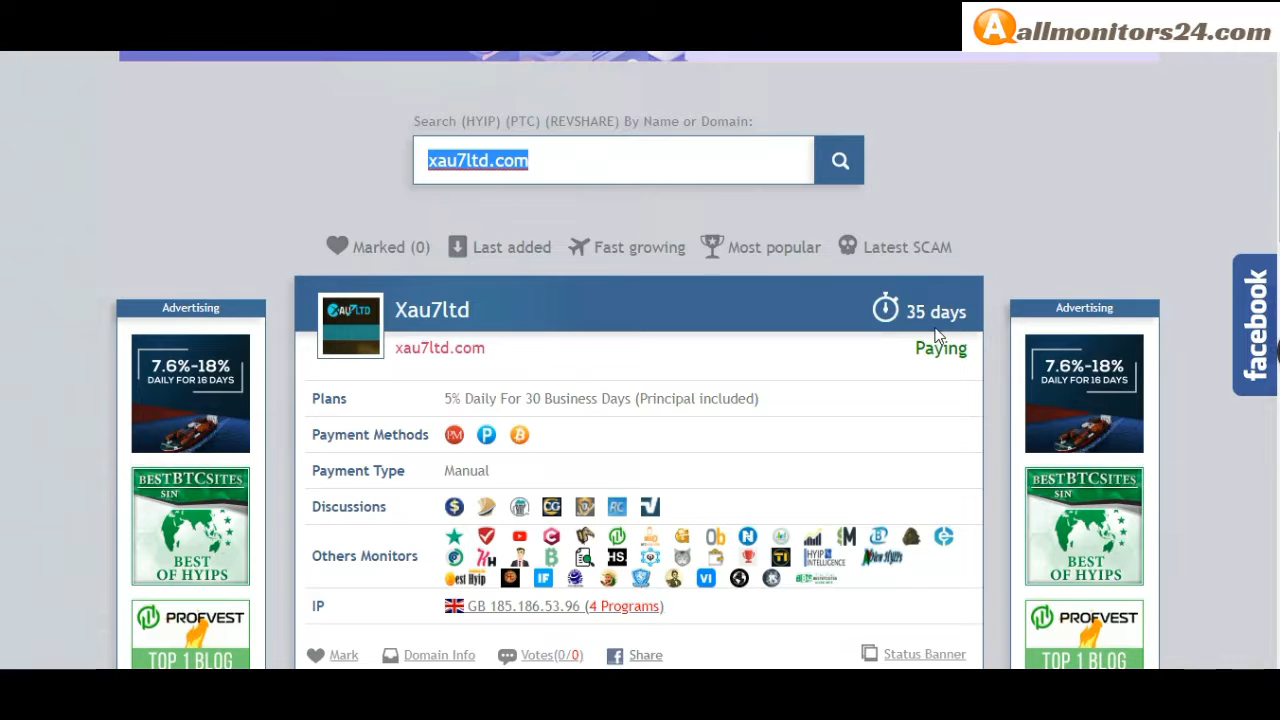 allmonitors24.com
Search (HYIP) (PTC) (REVSHARE) By Name or Domain:
xau7ltd.com
Marked (0) Last added Fast growing Most popular Latest SCAM
Advertising
7.6%-18%
DAILY FOR 16 DAYS
BESTBTCSITES
SIN
BEST
OF HYIPS
PROFVEST
TOP 1 BLOG
XAU7LTD
Xau7ltd
35 days
xau7ltd.com
Paying
Plans 5% Daily For 30 Business Days (Principal included)
Payment Methods
Payment Type Manual
Discussions
Others Monitors
IP GB 185.186.53.96 (4 Programs)
Mark Domain Info Votes(0/0) Share Status Banner
Advertising
7.6%-18%
DAILY FOR 16 DAYS
BESTBTCSITES
SIN
BEST
OF HYIPS
PROFVEST
TOP 1 BLOG
facebook